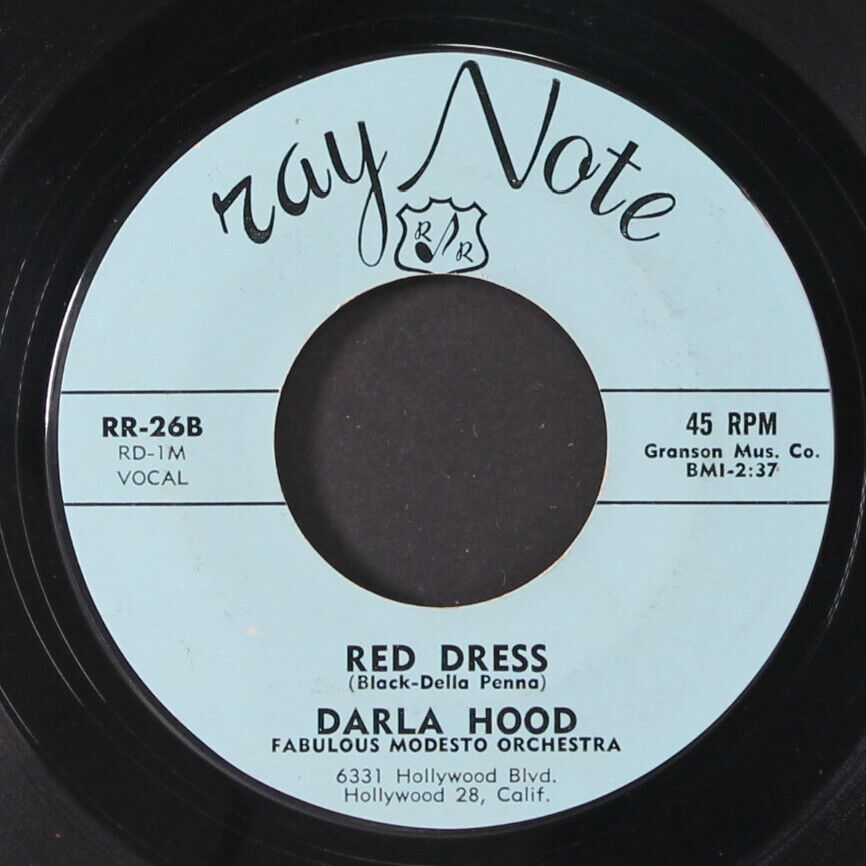 ray Note
R R
RR-26B
RD-1M
VOCAL
45 RPM
Granson Mus. Co.
BMI-2:37
RED DRESS
(Black-Della Penna)
DARLA HOOD
FABULOUS MODESTO ORCHESTRA
6331 Hollywood Blvd.
Hollywood 28, Calif.